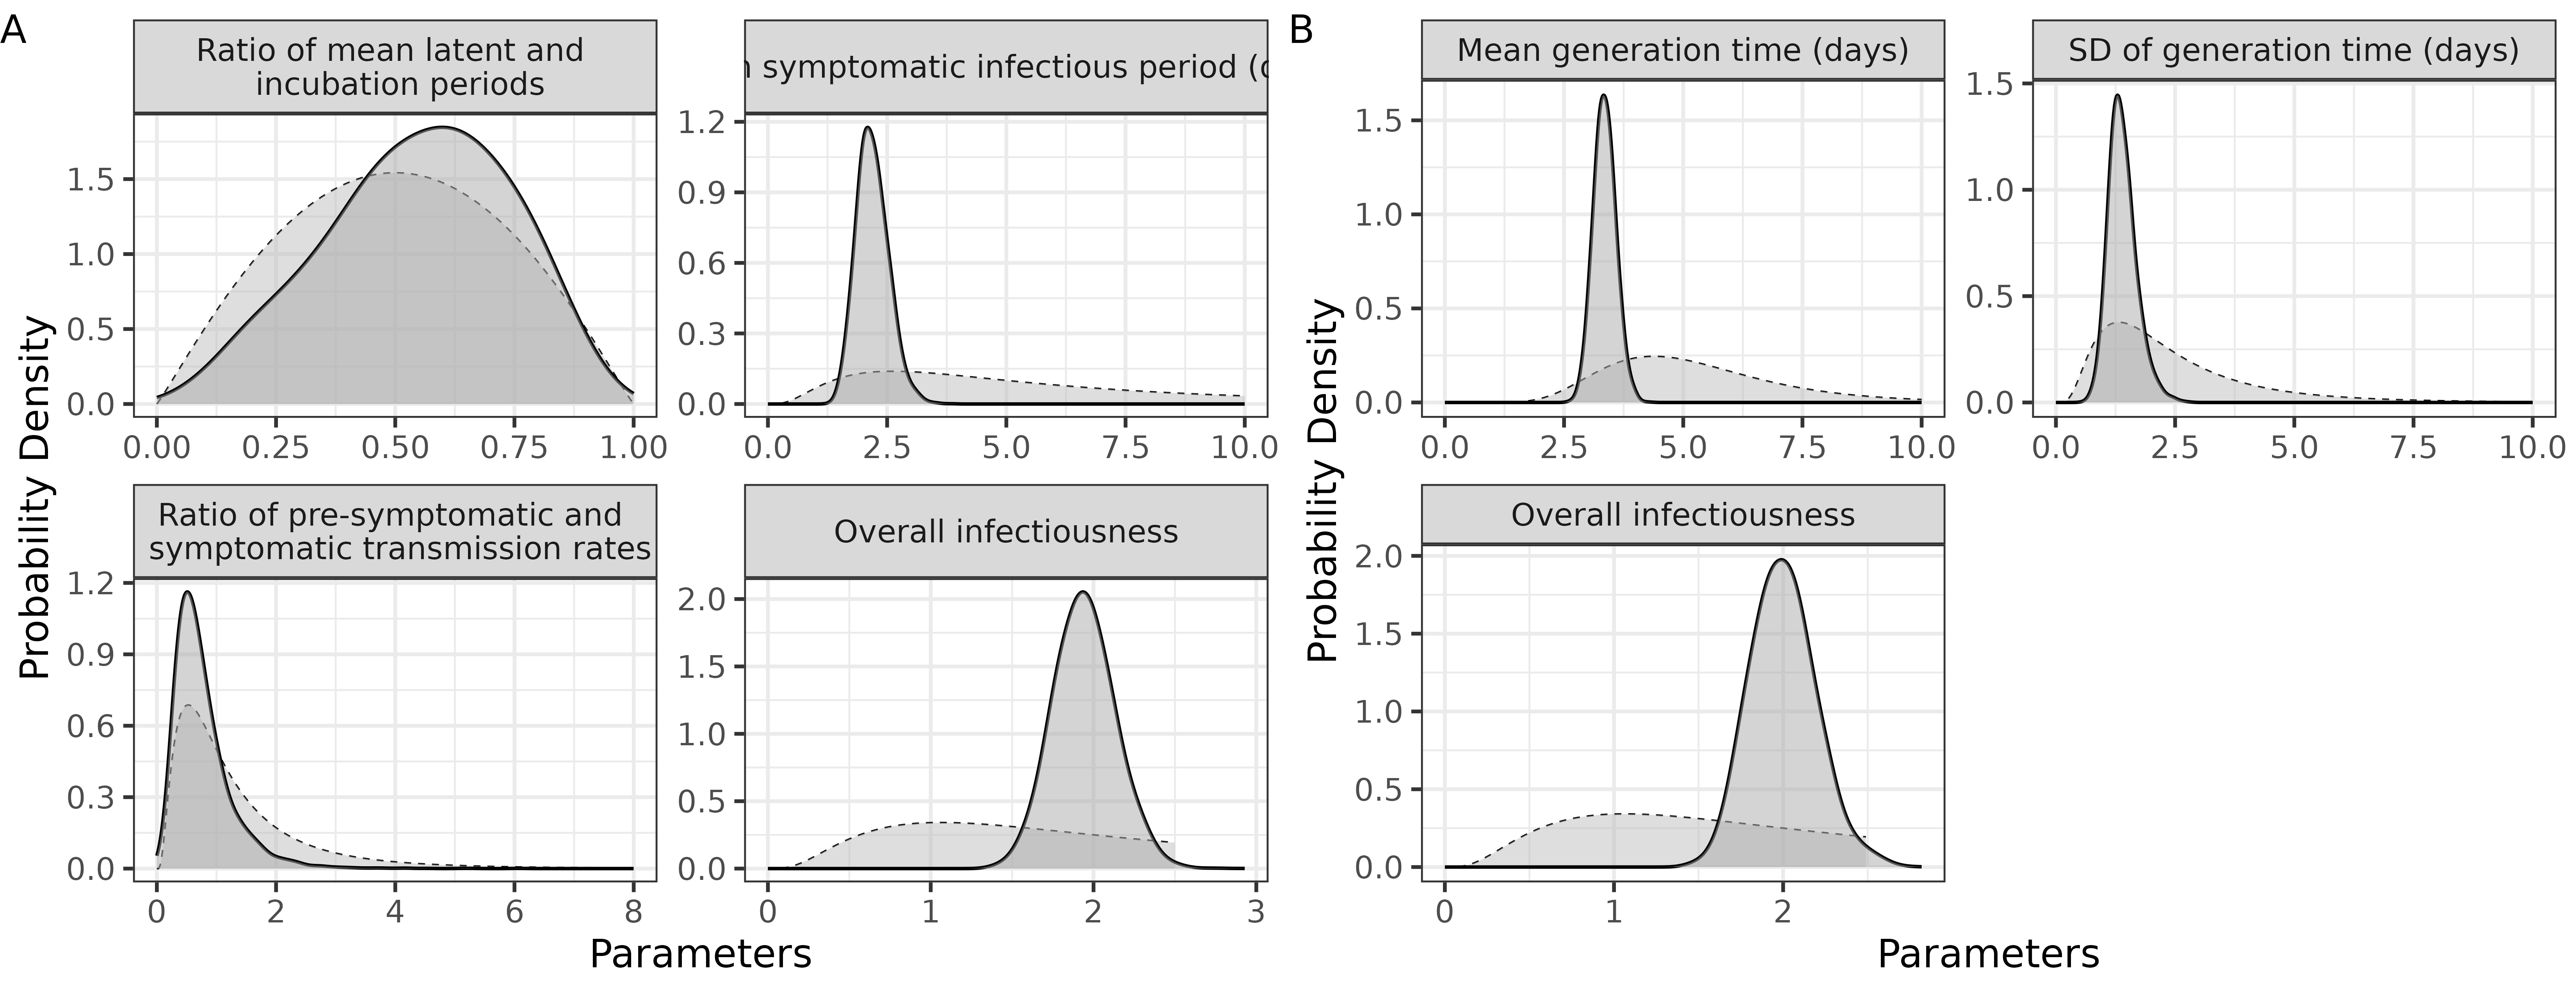 A
Ratio of mean latent and
incubation periods
symptomatic infectious period
1.5
1.0
0.5
0.0
0.00 0.25 0.50 0.75 1.00
1.2
0.9
0.6
0.3
0.0
0.0 2.5 5.0 7.5 10.0
Ratio of pre-symptomatic and
symptomatic transmission rates
Overall infectiousness
1.2
0.9
0.6
0.3
0.0
0 2 4 6 8
2.0
1.5
1.0
0.5
0.0
0 1 2 3
Probability Density
Parameters
B
Mean generation time (days)
SD of generation time (days)
1.5
1.0
0.5
0.0
0.0 2.5 5.0 7.5 10.0
1.5
1.0
0.5
0.0
0.0 2.5 5.0 7.5 10.0
Overall infectiousness
2.0
1.5
1.0
0.5
0.0
0 1 2
Probability Density
Parameters